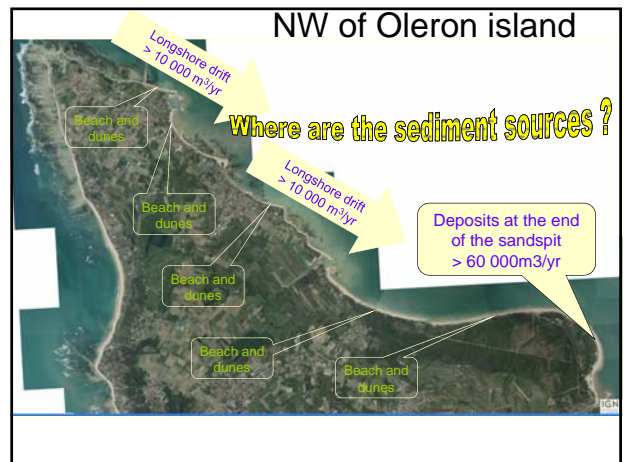 NW of Oleron island
Longshore drift
> 10 000 m³/yr
Where are the sediment sources ?
Beach and
dunes
Longshore drift
> 10 000 m³/yr
Beach and
dunes
Deposits at the end
of the sandspit
> 60 000m3/yr
Beach and
dunes
Beach and
dunes
Beach and
dunes
IGN